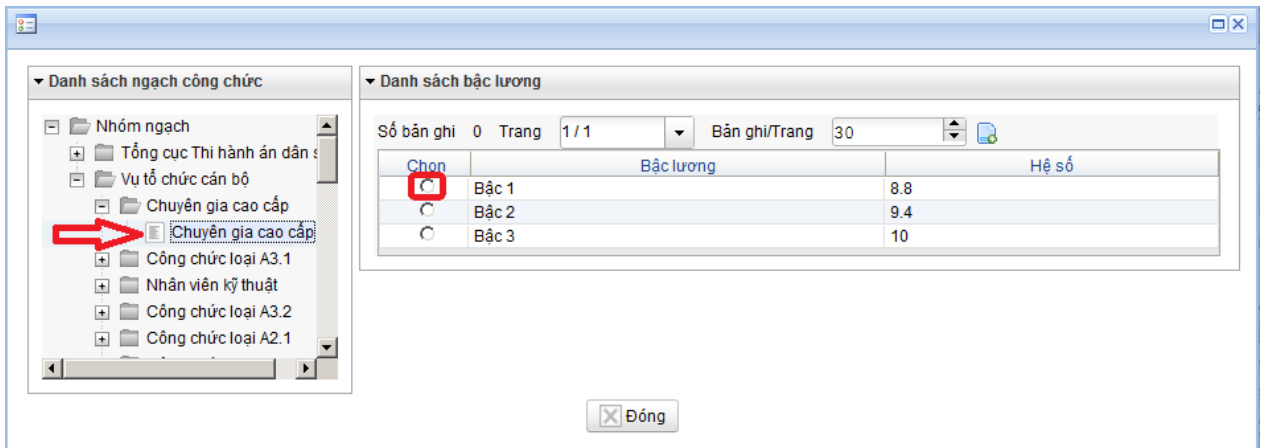 Danh sách ngạch công chức
Nhóm ngạch
Tổng cục Thi hành án dân s
Vụ tổ chức cán bộ
Chuyên gia cao cấp
Chuyên gia cao cấp
Công chức loại A3.1
Nhân viên kỹ thuật
Công chức loại A3.2
Công chức loại A2.1
Danh sách bậc lương
Số bản ghi 0 Trang 1 / 1 Bản ghi/Trang 30
Chọn Bậc lương Hệ số
Bậc 1 8.8
Bậc 2 9.4
Bậc 3 10
Đóng